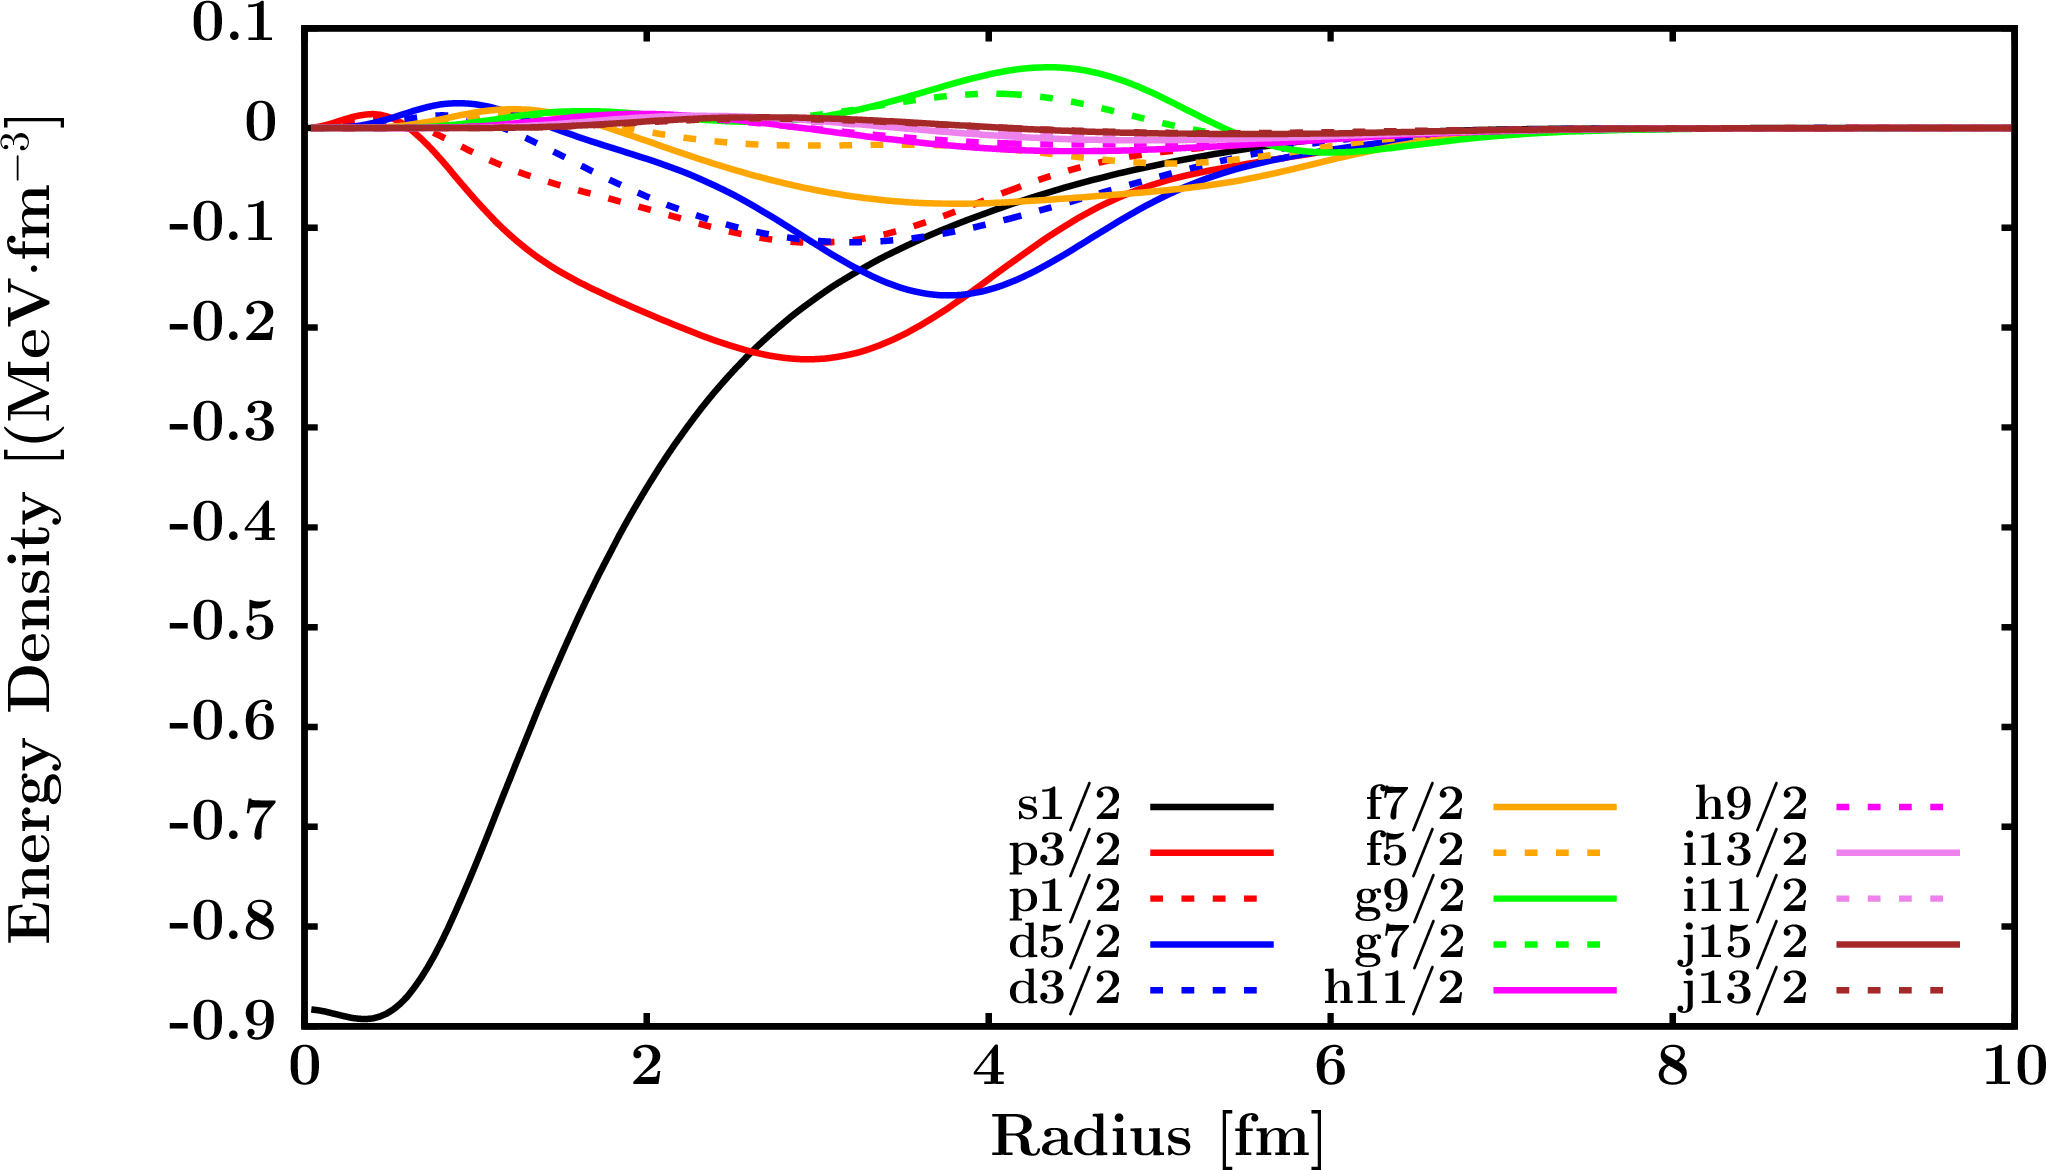 0.1
0
-0.1
-0.2
-0.3
-0.4
-0.5
-0.6
-0.7
-0.8
-0.9
Energy Density [(MeV·fm⁻³]
s1/2 f7/2 h9/2
p3/2 f5/2 i13/2
p1/2 g9/2 i11/2
d5/2 g7/2 j15/2
d3/2 h11/2 j13/2
0 2 4 6 8 10
Radius [fm]